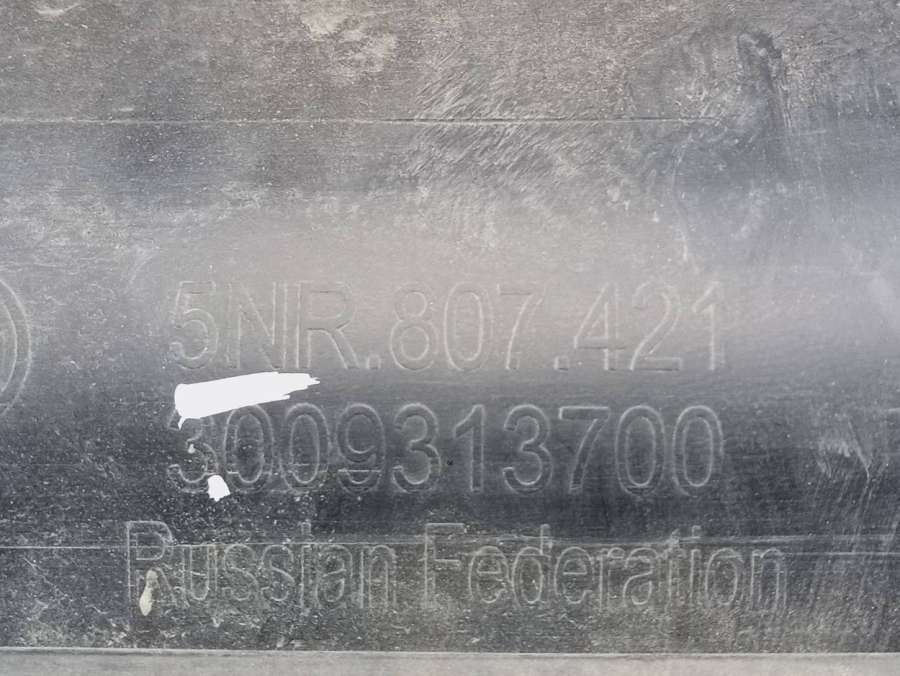 5NR.807.421
3009313700
Russian Federation